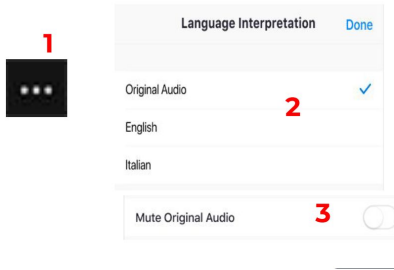 1
Language Interpretation Done
Original Audio
2
English
Italian
Mute Original Audio 3